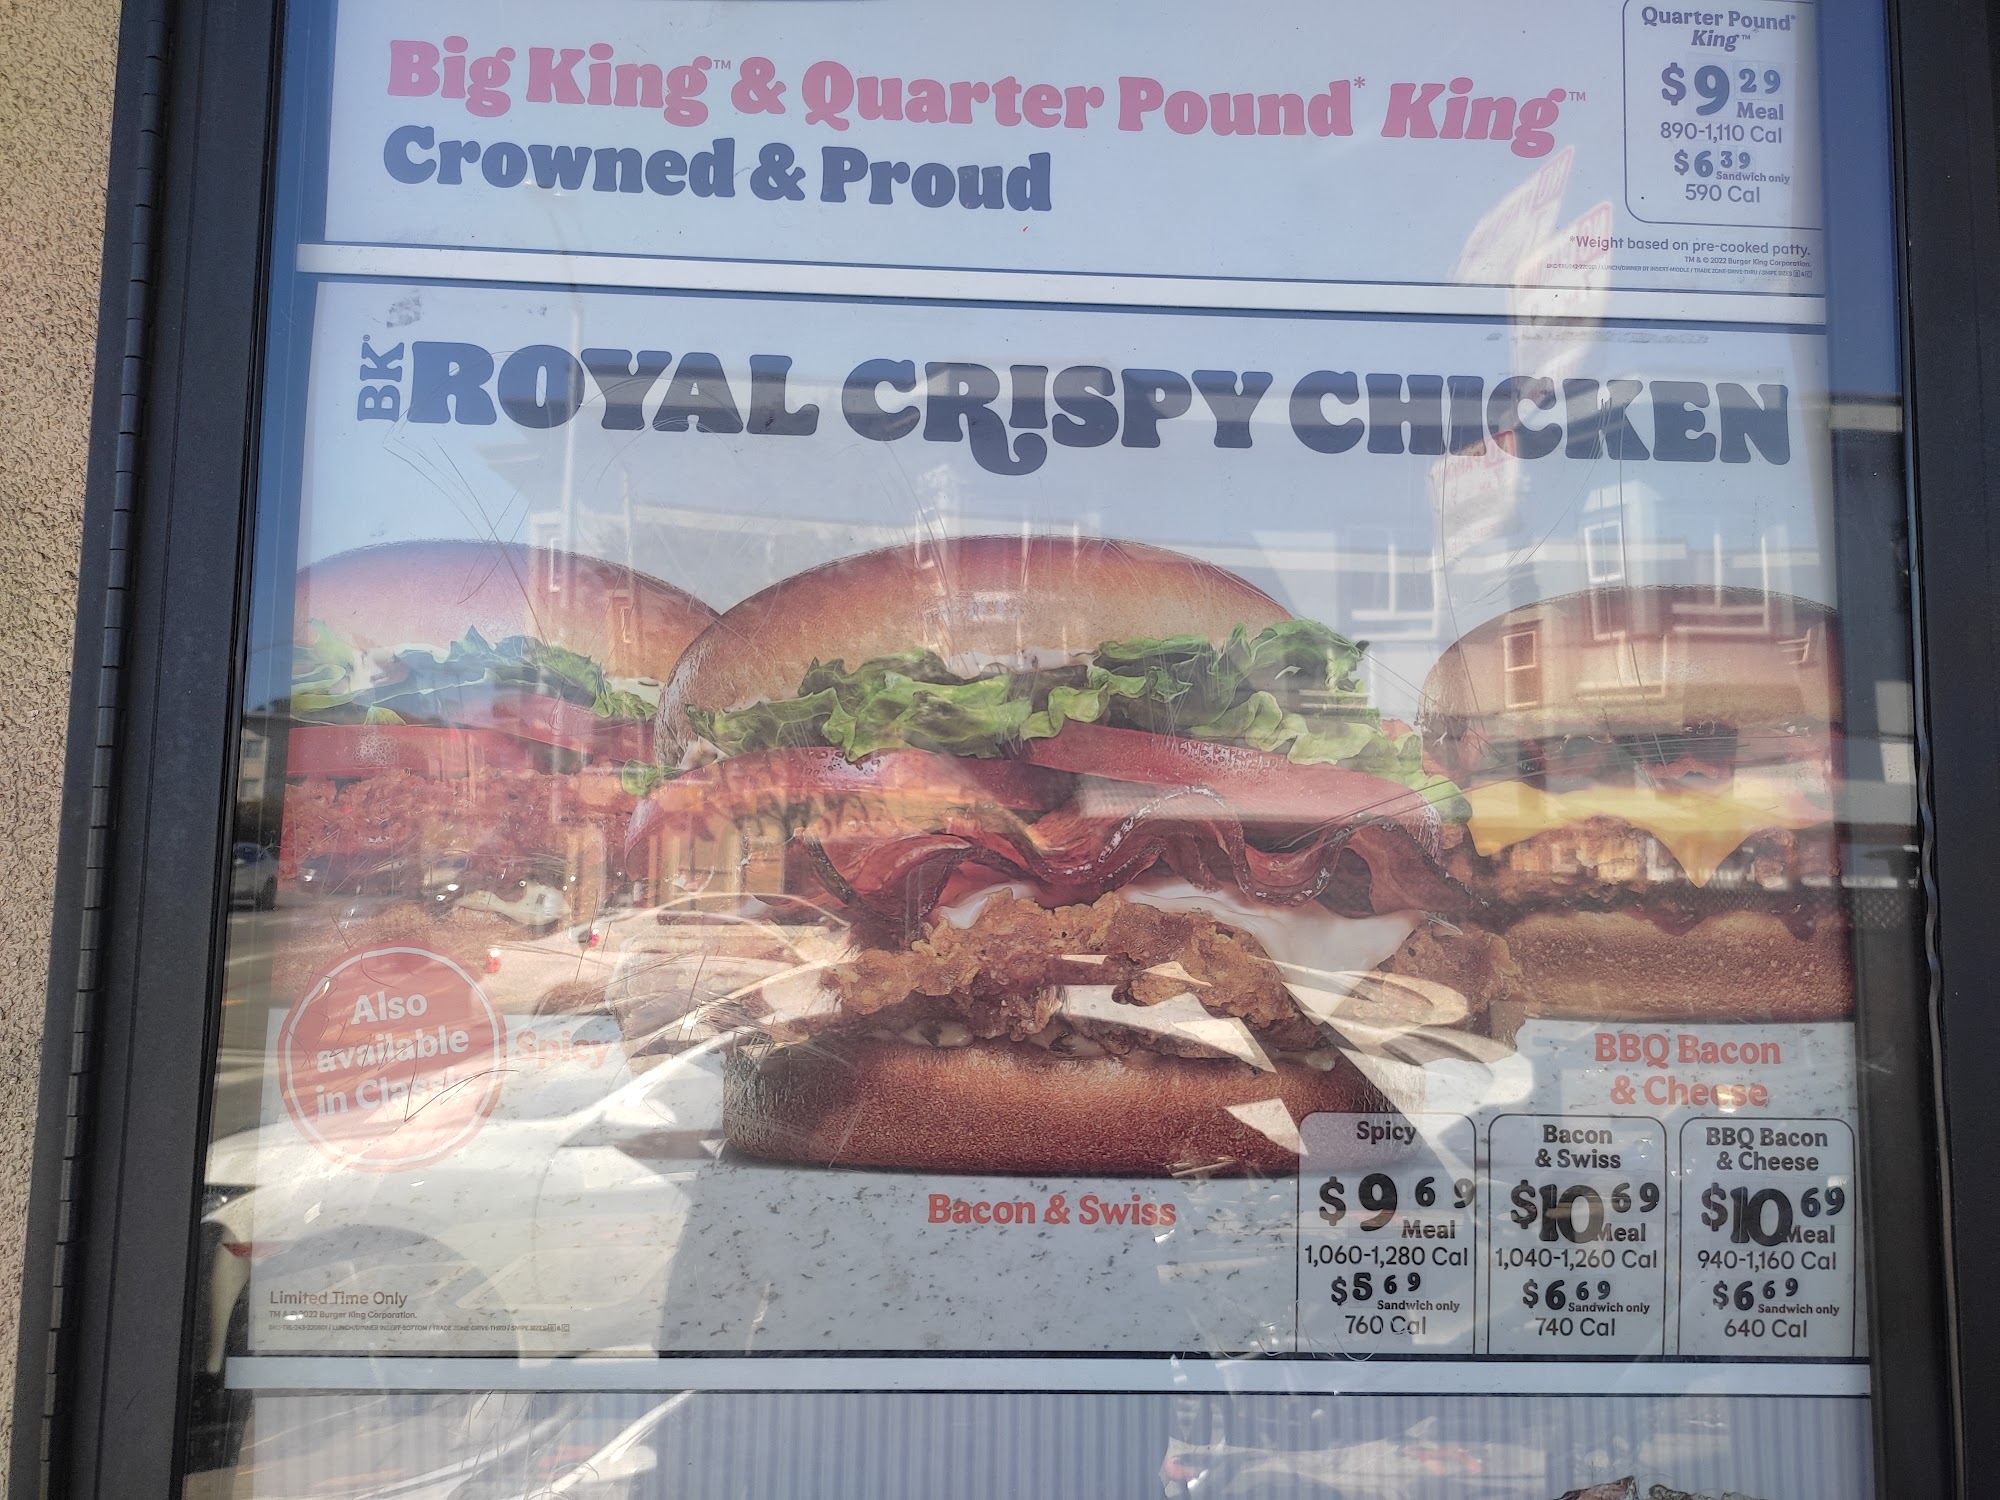 Big King™ & Quarter Pound* King™
Crowned & Proud
Quarter Pound*
King™
$9 29
Meal
890-1,110 Cal
$6 39
Sandwich only
590 Cal
*Weight based on pre-cooked patty.
TM & © 2022 Burger King Corporation.
BK® ROYAL CRISPY CHICKEN
Also
available
in Classic
Spicy
Bacon & Swiss
BBQ Bacon
& Cheese
Spicy
$9 69
Meal
1,060-1,280 Cal
$5 69
Sandwich only
760 Cal
Bacon
& Swiss
$10 69
Meal
1,040-1,260 Cal
$6 69
Sandwich only
740 Cal
BBQ Bacon
& Cheese
$10 69
Meal
940-1,160 Cal
$6 69
Sandwich only
640 Cal
Limited Time Only
TM & © 2022 Burger King Corporation.